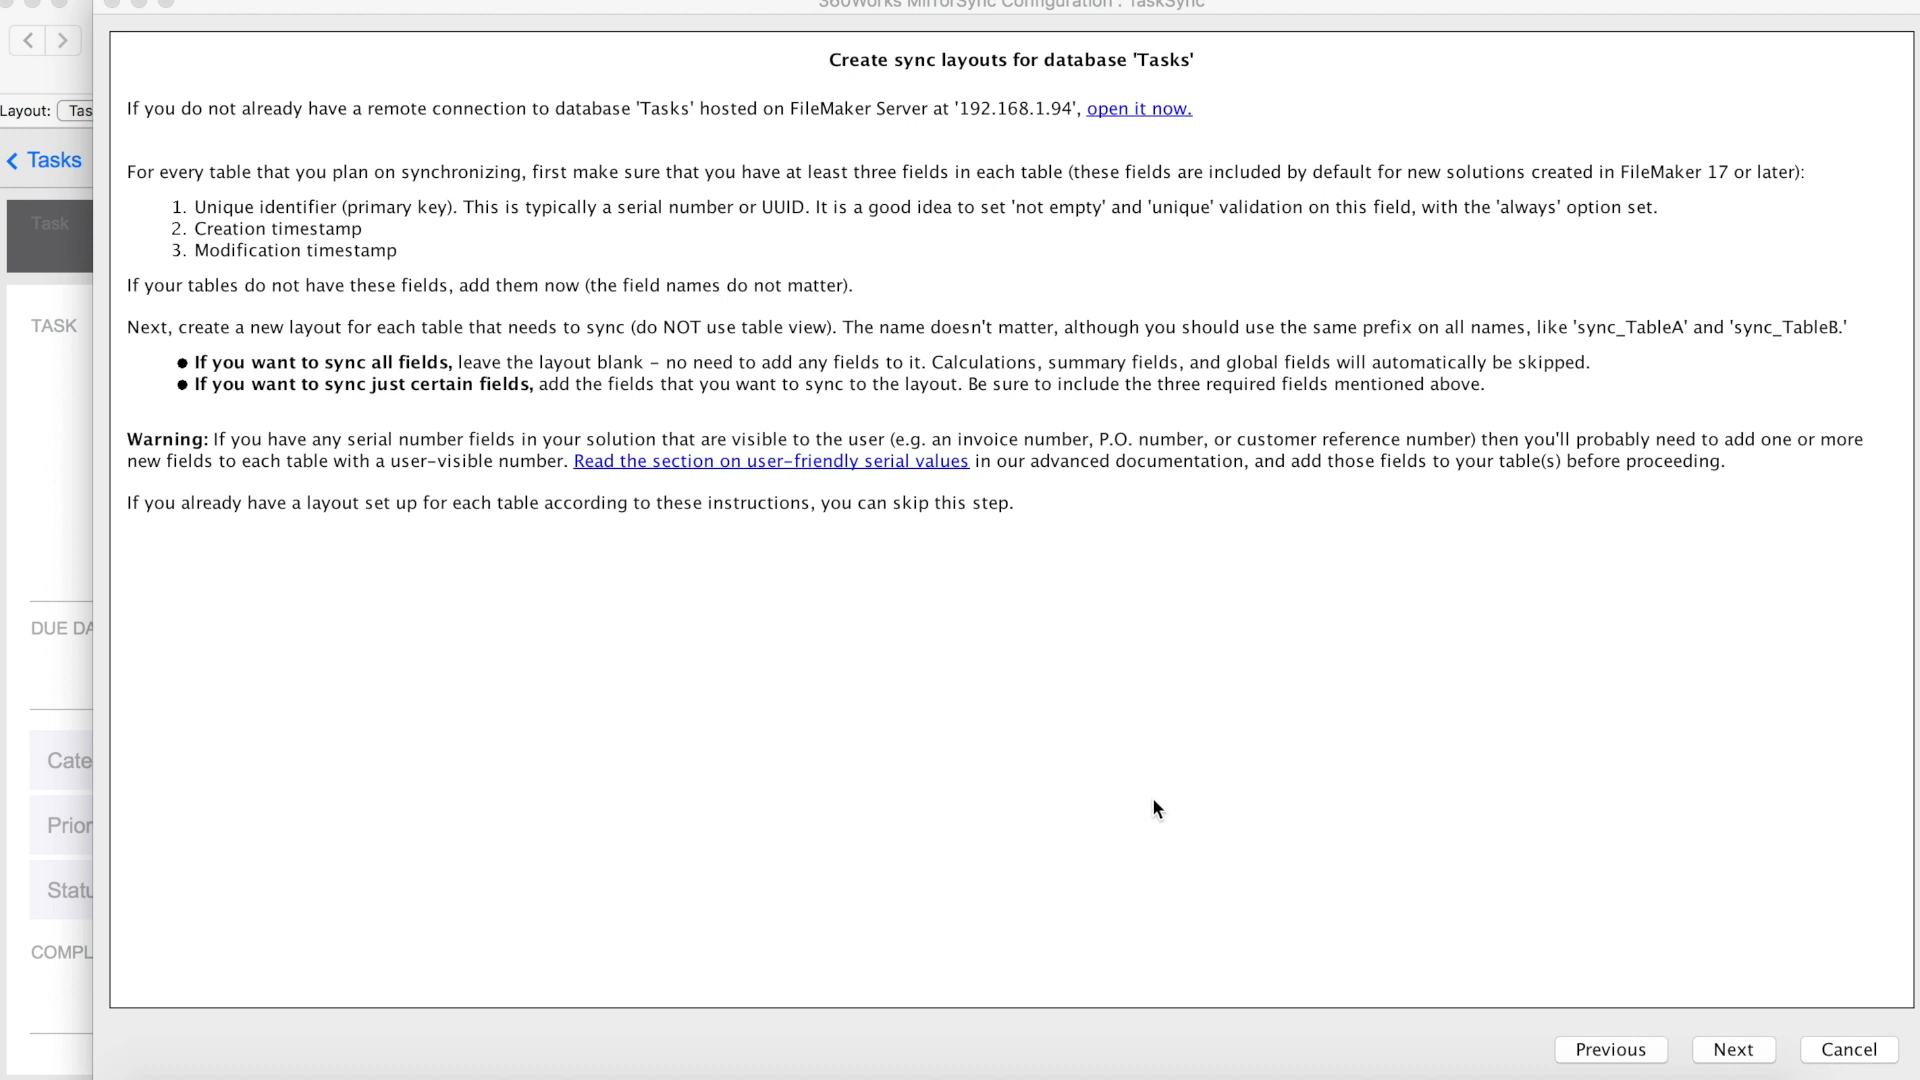 360Works MirrorSync Configuration : TaskSync
Create sync layouts for database 'Tasks'
If you do not already have a remote connection to database 'Tasks' hosted on FileMaker Server at '192.168.1.94', open it now.
For every table that you plan on synchronizing, first make sure that you have at least three fields in each table (these fields are included by default for new solutions created in FileMaker 17 or later):
1. Unique identifier (primary key). This is typically a serial number or UUID. It is a good idea to set 'not empty' and 'unique' validation on this field, with the 'always' option set.
2. Creation timestamp
3. Modification timestamp
If your tables do not have these fields, add them now (the field names do not matter).
Next, create a new layout for each table that needs to sync (do NOT use table view). The name doesn't matter, although you should use the same prefix on all names, like 'sync_TableA' and 'sync_TableB.'
● If you want to sync all fields, leave the layout blank – no need to add any fields to it. Calculations, summary fields, and global fields will automatically be skipped.
● If you want to sync just certain fields, add the fields that you want to sync to the layout. Be sure to include the three required fields mentioned above.
Warning: If you have any serial number fields in your solution that are visible to the user (e.g. an invoice number, P.O. number, or customer reference number) then you'll probably need to add one or more
new fields to each table with a user-visible number. Read the section on user-friendly serial values in our advanced documentation, and add those fields to your table(s) before proceeding.
If you already have a layout set up for each table according to these instructions, you can skip this step.
Previous
Next
Cancel
Layout: Tas
Tasks
Task
TASK
DUE DA
Cate
Prior
Statu
COMPL